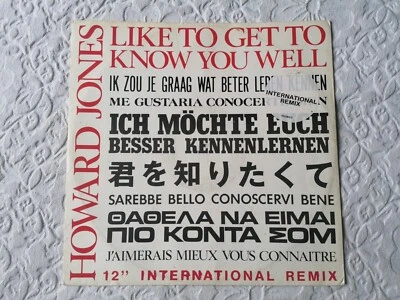 HOWARD JONES
LIKE TO GET TO
KNOW YOU WELL
IK ZOU JE GRAAG WAT BETER
ME GUSTARIA
INTERNATIONAL
REMIX
ICH MÖCHTE EUCH
BESSER KENNENLERNEN
君を知りたくて
SAREBBE BELLO CONOSCERVI BENE
ΘΑΘΕΛΑ ΝΑ ΕΙΜΑΙ
ΠΙΟ ΚΟΝΤΑ ΣΟΜ
J'AIMERAIS MIEUX VOUS CONNAITRE
12" INTERNATIONAL REMIX